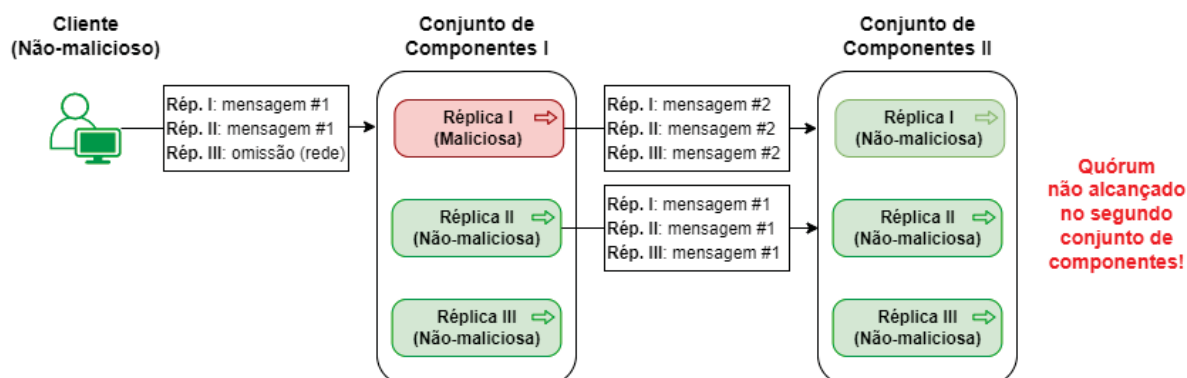 Cliente
(Não-malicioso)
Conjunto de
Componentes I
Conjunto de
Componentes II
Rép. I: mensagem #1
Rép. II: mensagem #1
Rép. III: omissão (rede)
Réplica I
(Maliciosa)
Rép. I: mensagem #2
Rép. II: mensagem #2
Rép. III: mensagem #2
Réplica I
(Não-maliciosa)
Réplica II
(Não-maliciosa)
Rép. I: mensagem #1
Rép. II: mensagem #1
Rép. III: mensagem #1
Réplica II
(Não-maliciosa)
Réplica III
(Não-maliciosa)
Réplica III
(Não-maliciosa)
Quórum
não alcançado
no segundo
conjunto de
componentes!